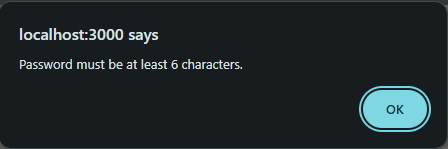 localhost:3000 says
Password must be at least 6 characters.
OK